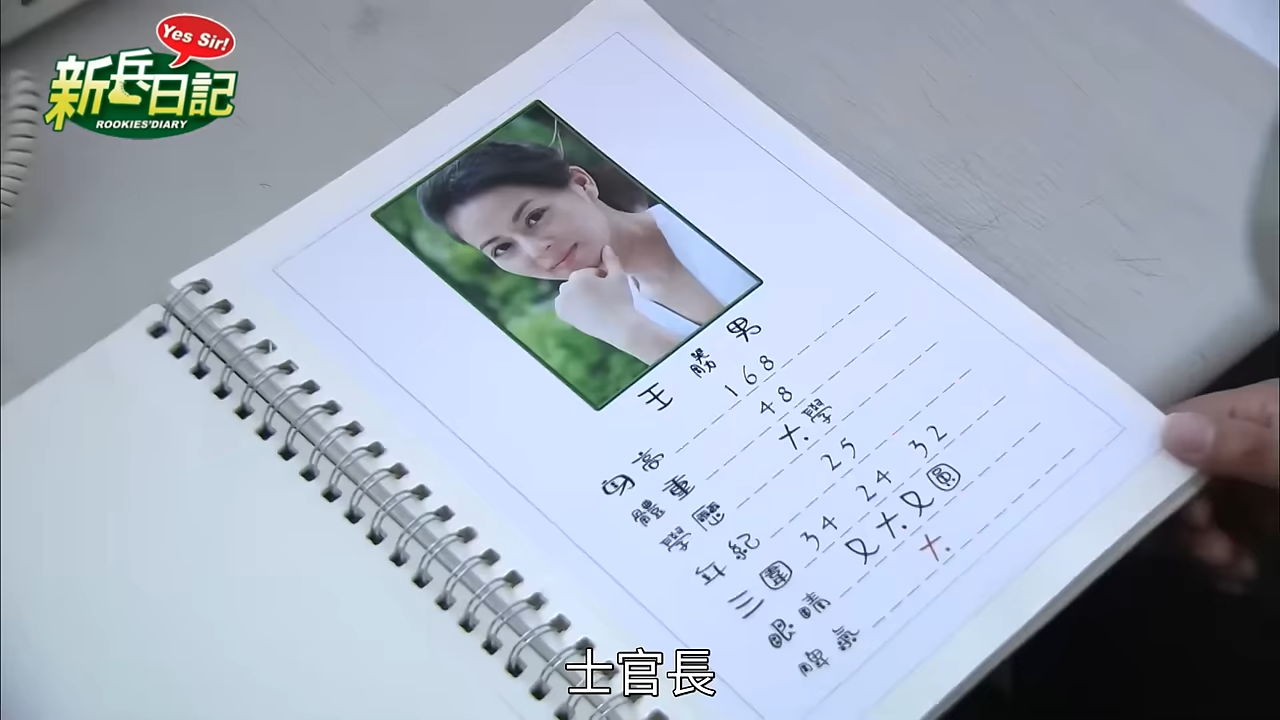 Yes Sir!
新兵日記
ROOKIES'DIARY
王勝男
身高 168
體重 48
學歷 大學
年紀 25
三圍 34 24 32
眼睛 又大又圓
脾氣 大
士官長